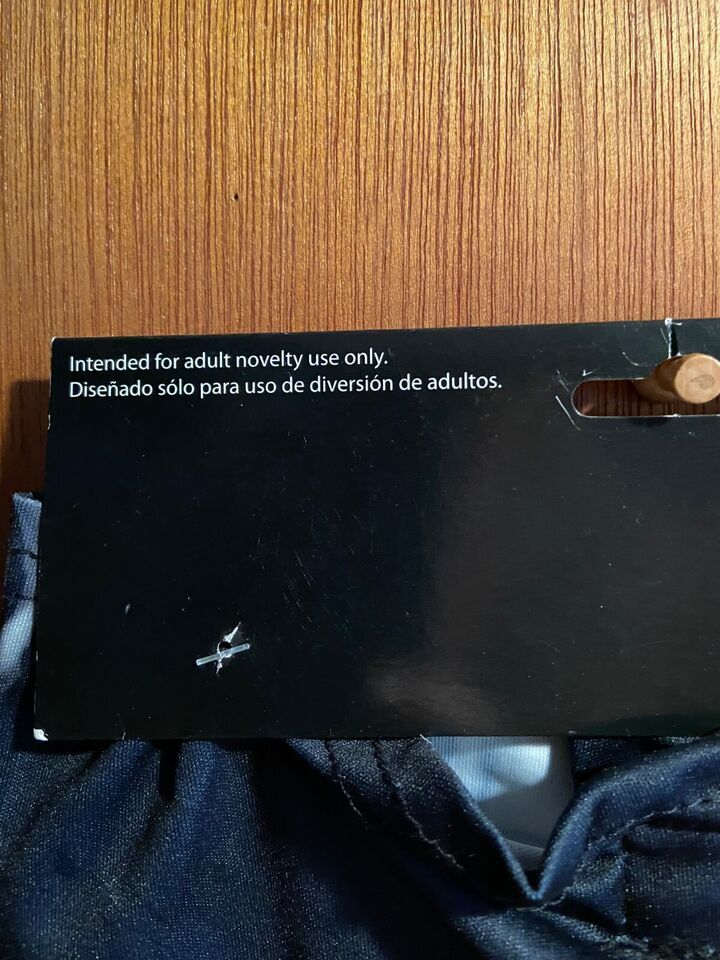 Intended for adult novelty use only.
Diseñado sólo para uso de diversión de adultos.